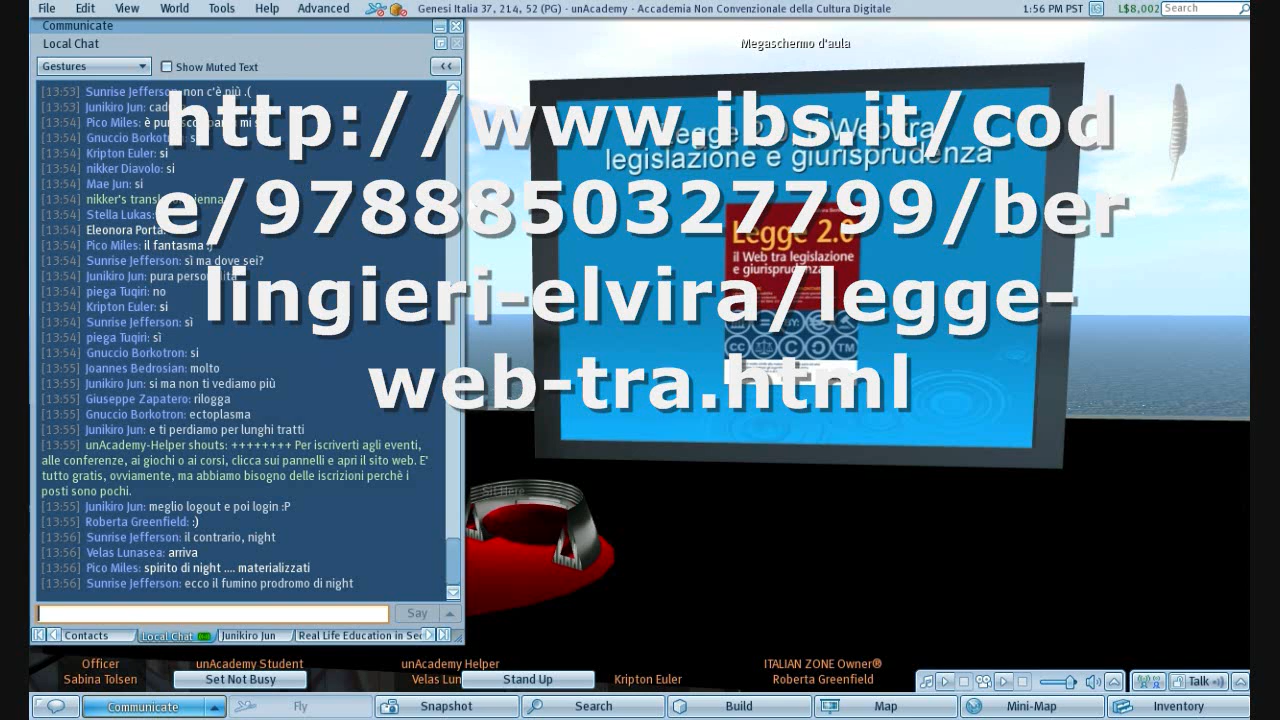 File Edit View World Tools Help Advanced Genesi Italia 37, 214, 52 (PG) - unAcademy - Accademia Non Convenzionale della Cultura Digitale 1:56 PM PST L$8,002 Search
Communicate
Local Chat
Gestures Show Muted Text <<
[13:53] Sunrise Jefferson: non c'è più .(
[13:53] Junikiro Jun:
[13:54] Pico Miles: è pure
[13:54] Gnuccio Borkotron:
[13:54] Kripton Euler: si
[13:54] nikker Diavolo: si
[13:54] Mae Jun: si
[13:54] nikker's
[13:54] Stella Lukas:
[13:54] Eleonora
[13:54] Pico Miles: il fantasma
[13:54] Sunrise Jefferson: sì ma dove sei?
[13:54] Junikiro Jun: pura
[13:54] piega Tuqiri: no
[13:54] Kripton Euler: si
[13:54] Sunrise Jefferson: sì
[13:54] piega Tuqiri: sì
[13:54] Gnuccio Borkotron: si
[13:54] Joannes Bedrosian: molto
[13:55] Junikiro Jun: si ma non ti vediamo più
[13:55] Giuseppe Zapatero: rilogga
[13:55] Gnuccio Borkotron: ectoplasma
[13:55] Junikiro Jun: e ti perdiamo per lunghi tratti
[13:55] unAcademy-Helper shouts: ++++++++ Per iscriverti agli eventi,
alle conferenze, ai giochi o ai corsi, clicca sui pannelli e apri il sito web. E'
tutto gratis, ovviamente, ma abbiamo bisogno delle iscrizioni perchè i
posti sono pochi.
[13:55] Junikiro Jun: meglio logout e poi login :P
[13:55] Roberta Greenfield: :)
[13:56] Sunrise Jefferson: il contrario, night
[13:56] Velas Lunasea: arriva
[13:56] Pico Miles: spirito di night .... materializzati
[13:56] Sunrise Jefferson: ecco il fumino prodromo di night
Say
Contacts Local Chat Junikiro Jun Real Life Education in Sec
Megaschermo d'aula
http://www.ibs.it/cod
e/9788850327799/ber
lingieri-elvira/legge-
web-tra.html
Legge 2.0, il Web tra
legislazione e giurisprudenza
Legge 2.0
il Web tra legislazione
e giurisprudenza
Sit Here
Officer unAcademy Student unAcademy Helper ITALIAN ZONE Owner®
Sabina Tolsen Set Not Busy Velas Lun Stand Up Kripton Euler Roberta Greenfield Talk
Communicate Fly Snapshot Search Build Map Mini-Map Inventory